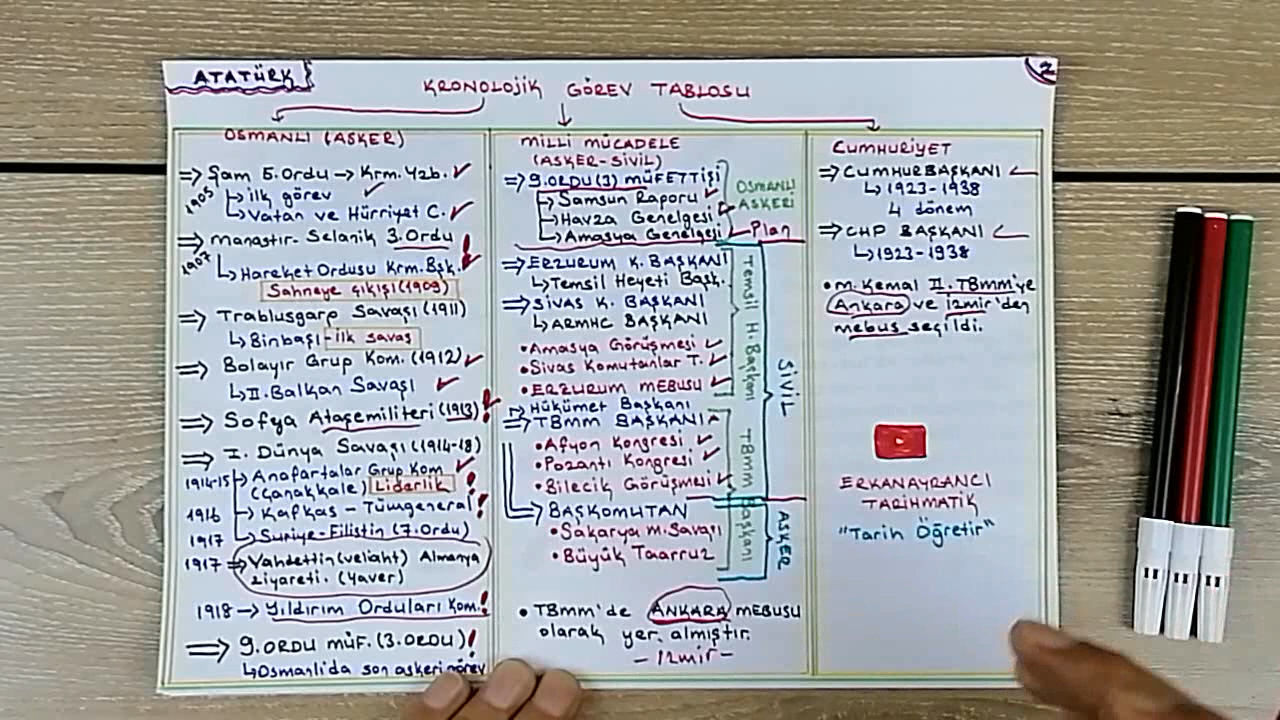 ATATÜRK
2
KRONOLOJİK GÖREV TABLOSU
OSMANLI (ASKER)
Şam 5.Ordu → Krm. Yzb.
1905
ilk görev
Vatan ve Hürriyet C.
Manastır- Selanik 3.Ordu !
1907
Hareket Ordusu Krm. Bşk. !
Sahneye çıkışı (1909)
Trablusgarp Savaşı (1911)
Binbaşı - ilk savaş
Bolayır Grup Kom. (1912)
II. Balkan Savaşı
Sofya Ataşemiliteri (1913) !
I. Dünya Savaşı (1914-18)
1914-15 Anafartalar Grup Kom
(Çanakkale) Liderlik !
1916 → Kafkas - Tümgeneral !
1917 → Suriye-Filistin (7.Ordu)
1917 ⇒ Vahdettin (veliaht) Almanya
ziyareti. (Yaver)
1918 → Yıldırım Orduları Kom. !
9.ORDU MÜF. (3.ORDU) !
Osmanlı'da son askeri görev
MİLLİ MÜCADELE
(ASKER-SİVİL)
9.ORDU (3) MÜFETTİŞİ
Samsun Raporu
Havza Genelgesi
Amasya Genelgesi
OSMANLI
ASKERİ
Plan
ERZURUM K. BAŞKANI
Temsil Heyeti Başk.
SİVAS K. BAŞKANI
ARMHC BAŞKANI
• Amasya Görüşmesi
• Sivas Komutanlar T.
• ERZURUM MEBUSU
Hükümet Başkanı
TBMM BAŞKANI
• Afyon Kongresi
• Pozantı Kongresi
• Bilecik Görüşmesi
BAŞKOMUTAN
• Sakarya M. Savaşı
• Büyük Taarruz
Temsil H. Başkanı
TBMM Başkanı
SİVİL
ASKER
• TBMM'de ANKARA MEBUSU
olarak yer almıştır.
- İzmir -
CUMHURİYET
CUMHURBAŞKANI
1923-1938
4 dönem
CHP BAŞKANI
1923-1938
• M. Kemal II. TBMM'ye
Ankara ve İzmir'den
mebus seçildi.
ERKANAYRANCI
TARİHMATİK
"Tarih Öğretir"